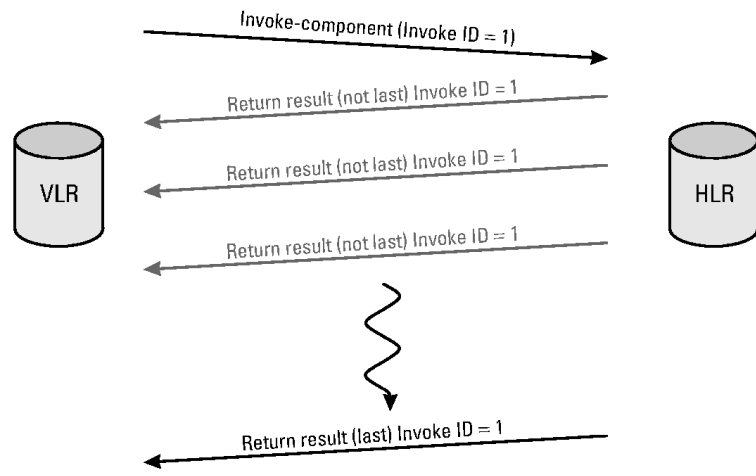 Invoke-component (Invoke ID = 1)
Return result (not last) Invoke ID = 1
Return result (not last) Invoke ID = 1
VLR
HLR
Return result (not last) Invoke ID = 1
Return result (last) Invoke ID = 1